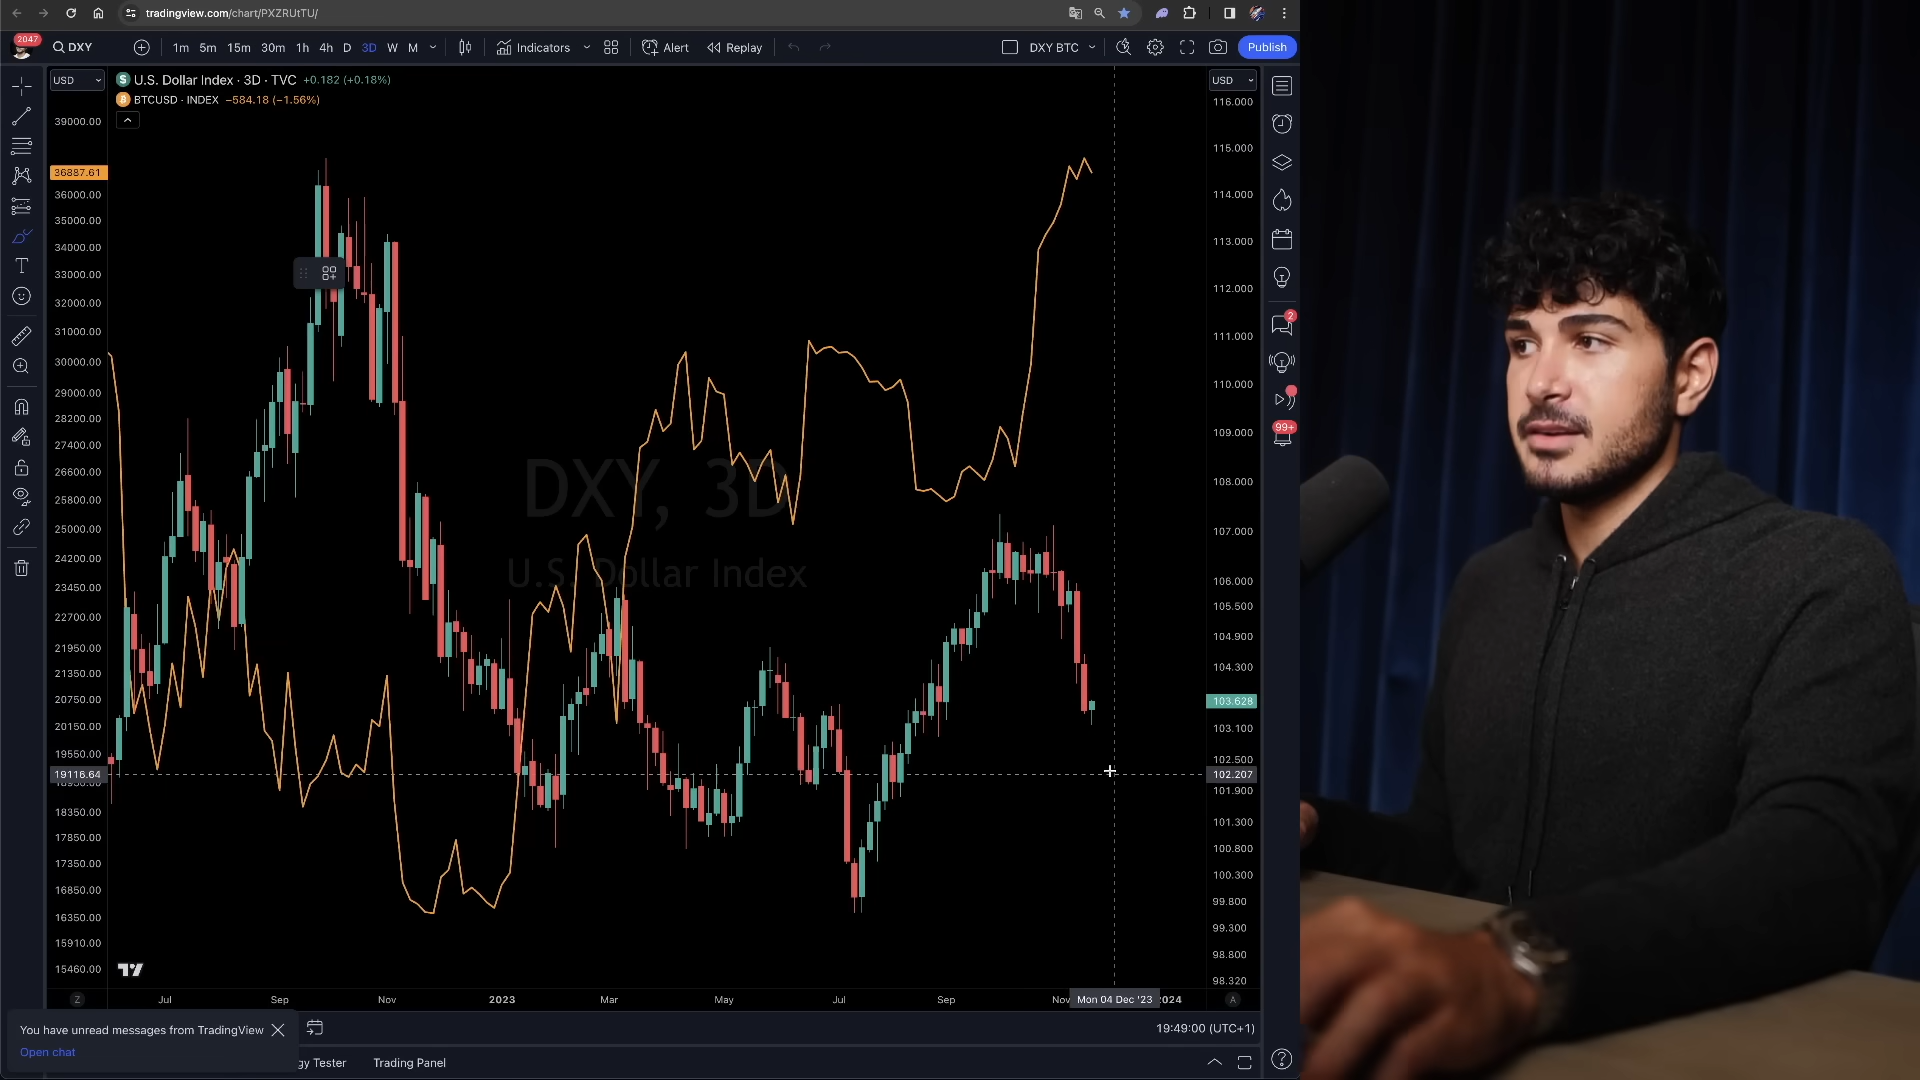 tradingview.com/chart/PXZRUtTU/
2047
DXY
1m 5m 15m 30m 1h 4h D 3D W M
Indicators
Alert
Replay
DXY BTC
Publish
USD
U.S. Dollar Index · 3D · TVC +0.182 (+0.18%)
BTCUSD · INDEX −584.18 (−1.56%)
USD
39000.00
36887.61
36000.00
35000.00
34000.00
33000.00
32000.00
31000.00
30000.00
29000.00
28200.00
27400.00
26600.00
25800.00
25000.00
24200.00
23450.00
22700.00
21950.00
21350.00
20750.00
20150.00
19550.00
19116.64
18350.00
17850.00
17350.00
16850.00
16350.00
15910.00
15460.00
DXY, 3D
U.S. Dollar Index
116.000
115.000
114.000
113.000
112.000
111.000
110.000
109.000
108.000
107.000
106.000
105.500
104.900
104.300
103.628
103.100
102.500
102.207
101.900
101.300
100.800
100.300
99.800
99.300
98.800
98.320
2
99+
Z
Jul Sep Nov 2023 Mar May Jul Sep Nov Mon 04 Dec '23 2024
A
You have unread messages from TradingView
Open chat
19:49:00 (UTC+1)
gy Tester
Trading Panel